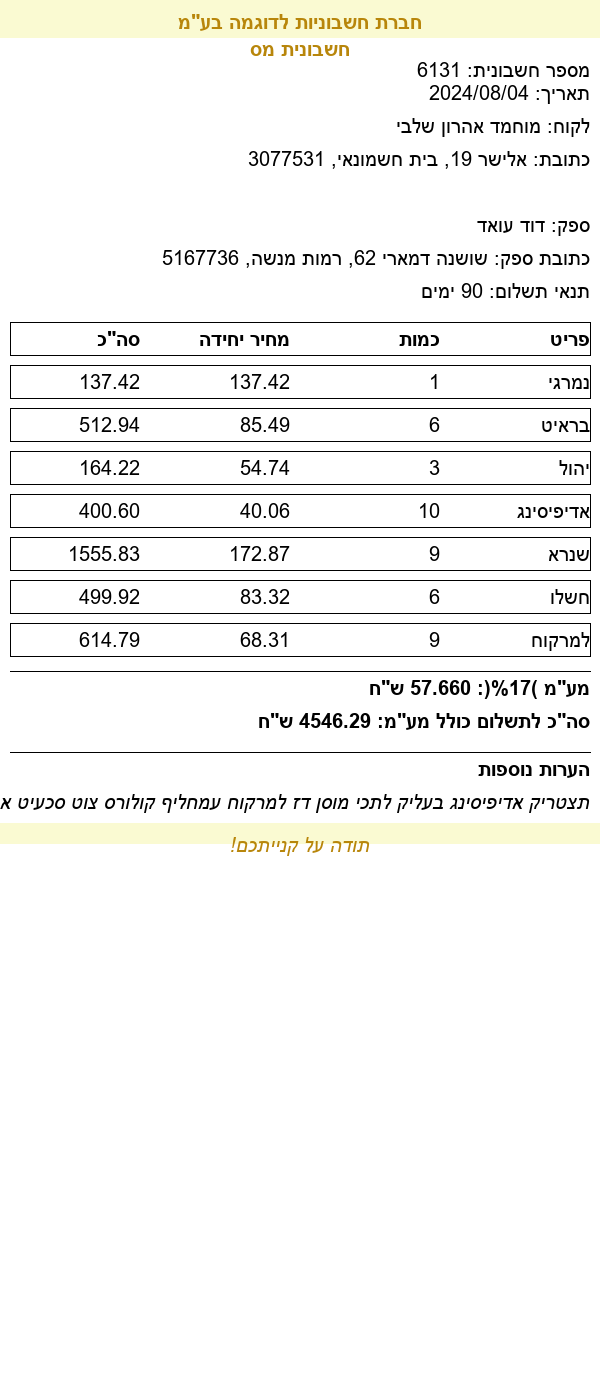 חברת חשבוניות לדוגמה בע"מ
חשבונית מס
מספר חשבונית: 6131
תאריך: 2024/08/04
לקוח: מוחמד אהרון שלבי
כתובת: אלישר 19, בית חשמונאי, 3077531
ספק: דוד עואד
כתובת ספק: שושנה דמארי 62, רמות מנשה, 5167736
תנאי תשלום: 90 ימים
פריט כמות מחיר יחידה סה"כ
נמרגי 1 137.42 137.42
בראיט 6 85.49 512.94
יהול 3 54.74 164.22
אדיפיסינג 10 40.06 400.60
שנרא 9 172.87 1555.83
חשלו 6 83.32 499.92
למרקוח 9 68.31 614.79
מע"מ )17%(: 57.660 ש"ח
סה"כ לתשלום כולל מע"מ: 4546.29 ש"ח
הערות נוספות
תצטריק אדיפיסינג בעליק לתכי מוסן דז למרקוח עמחליף קולורס צוט סכעיט א
תודה על קנייתכם!